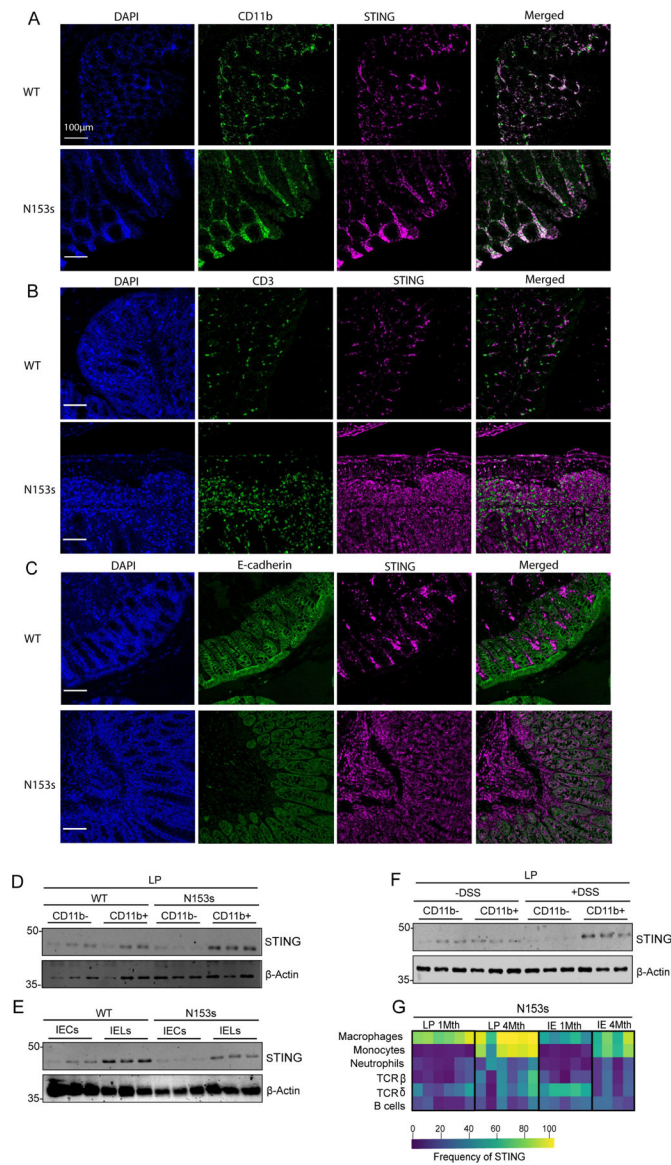 A
DAPI CD11b STING Merged
WT
100μm
N153s
B
DAPI CD3 STING Merged
WT
N153s
C
DAPI E-cadherin STING Merged
WT
N153s
D
LP
WT N153s
CD11b- CD11b+ CD11b- CD11b+
50
STING
35
β-Actin
E
WT N153s
IECs IELs IECs IELs
50
STING
35
β-Actin
F
LP
-DSS +DSS
CD11b- CD11b+ CD11b- CD11b+
50
STING
35
β-Actin
G
N153s
LP 1Mth LP 4Mth IE 1Mth IE 4Mth
Macrophages
Monocytes
Neutrophils
TCR β
TCR δ
B cells
0 20 40 60 80 100
Frequency of STING